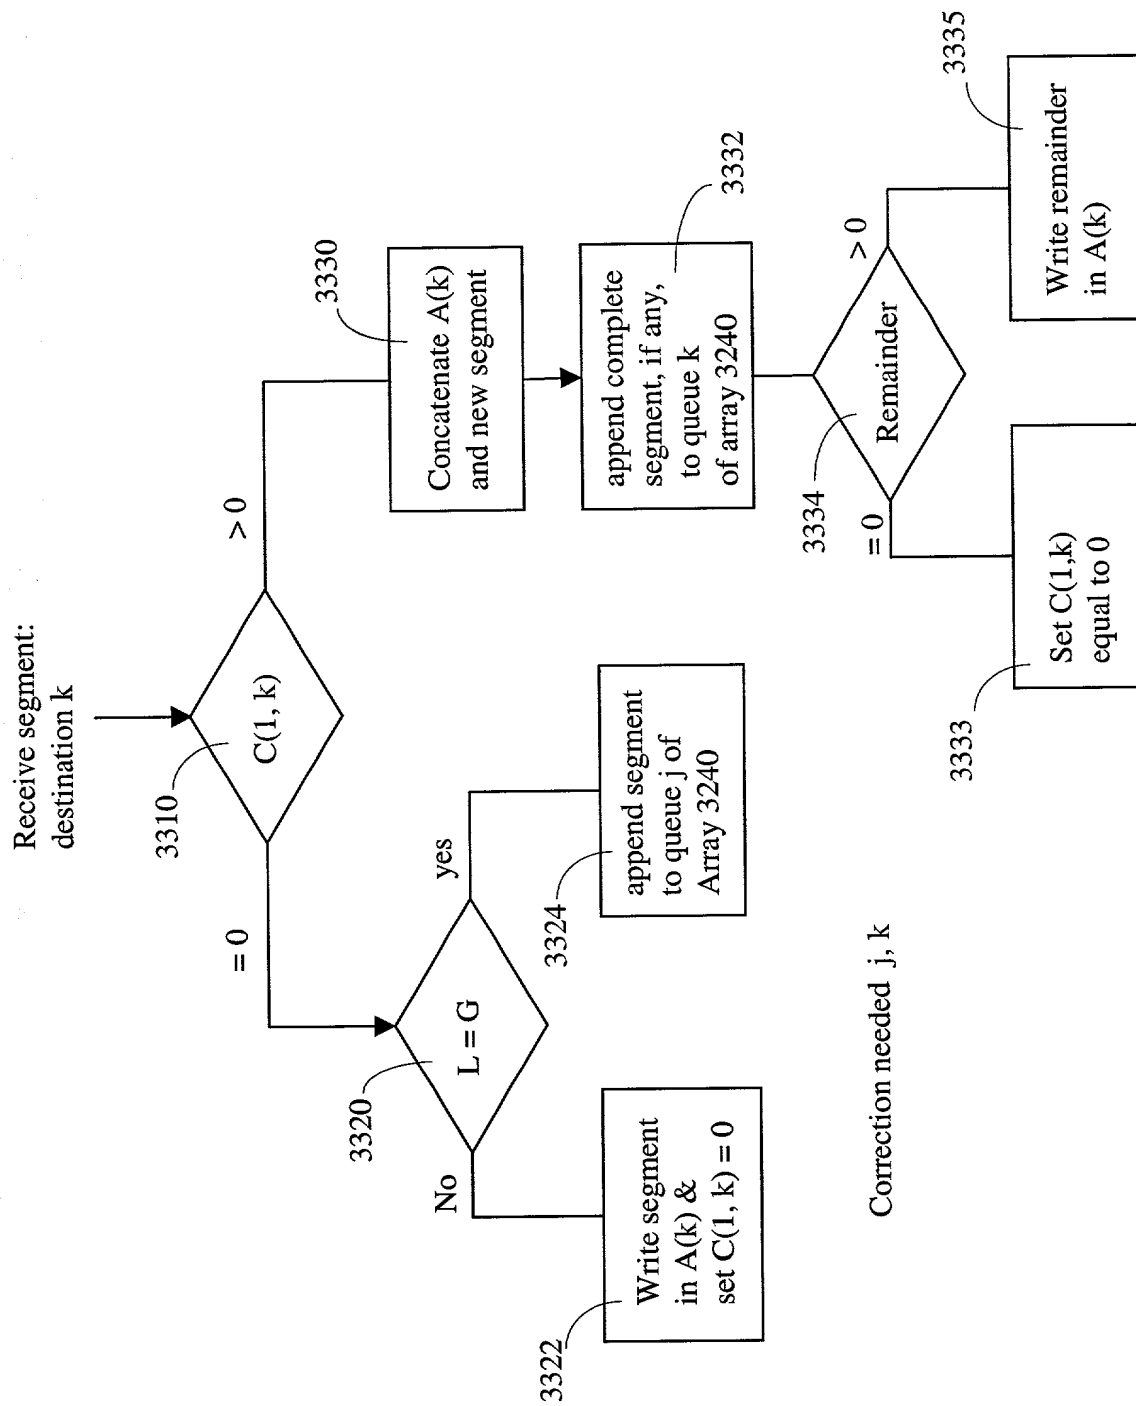 Receive segment:
destination k
3310
C(1, k)
= 0
> 0
3320
L = G
No
yes
3322
Write segment
in A(k) &
set C(1, k) = 0
3324
append segment
to queue j of
Array 3240
3330
Concatenate A(k)
and new segment
3332
append complete
segment, if any,
to queue k
of array 3240
3334
Remainder
= 0
> 0
3333
Set C(1,k)
equal to 0
3335
Write remainder
in A(k)
Correction needed j, k